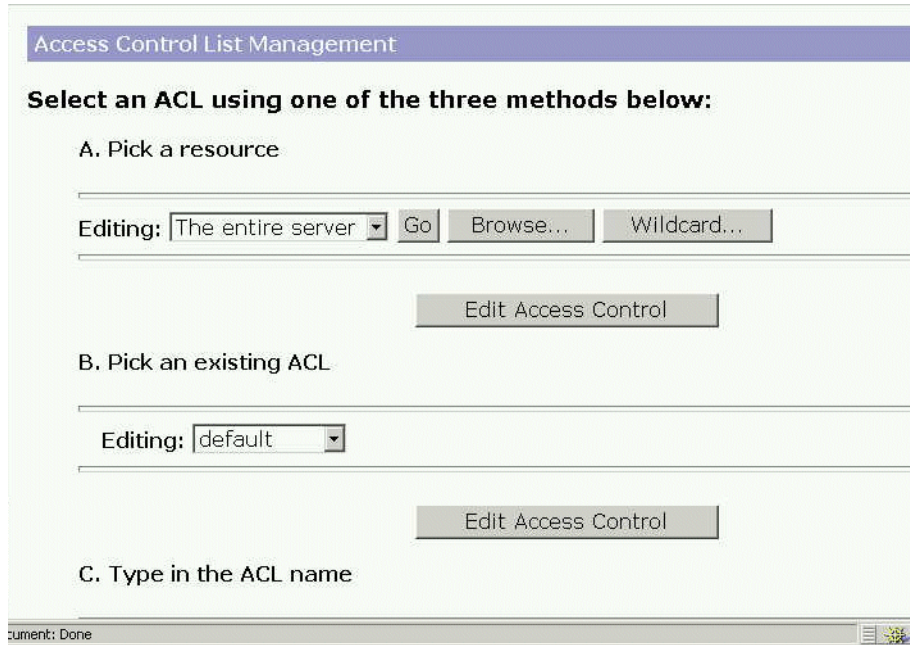 Access Control List Management
Select an ACL using one of the three methods below:
A. Pick a resource
Editing: The entire server Go Browse... Wildcard...
Edit Access Control
B. Pick an existing ACL
Editing: default
Edit Access Control
C. Type in the ACL name
cument: Done